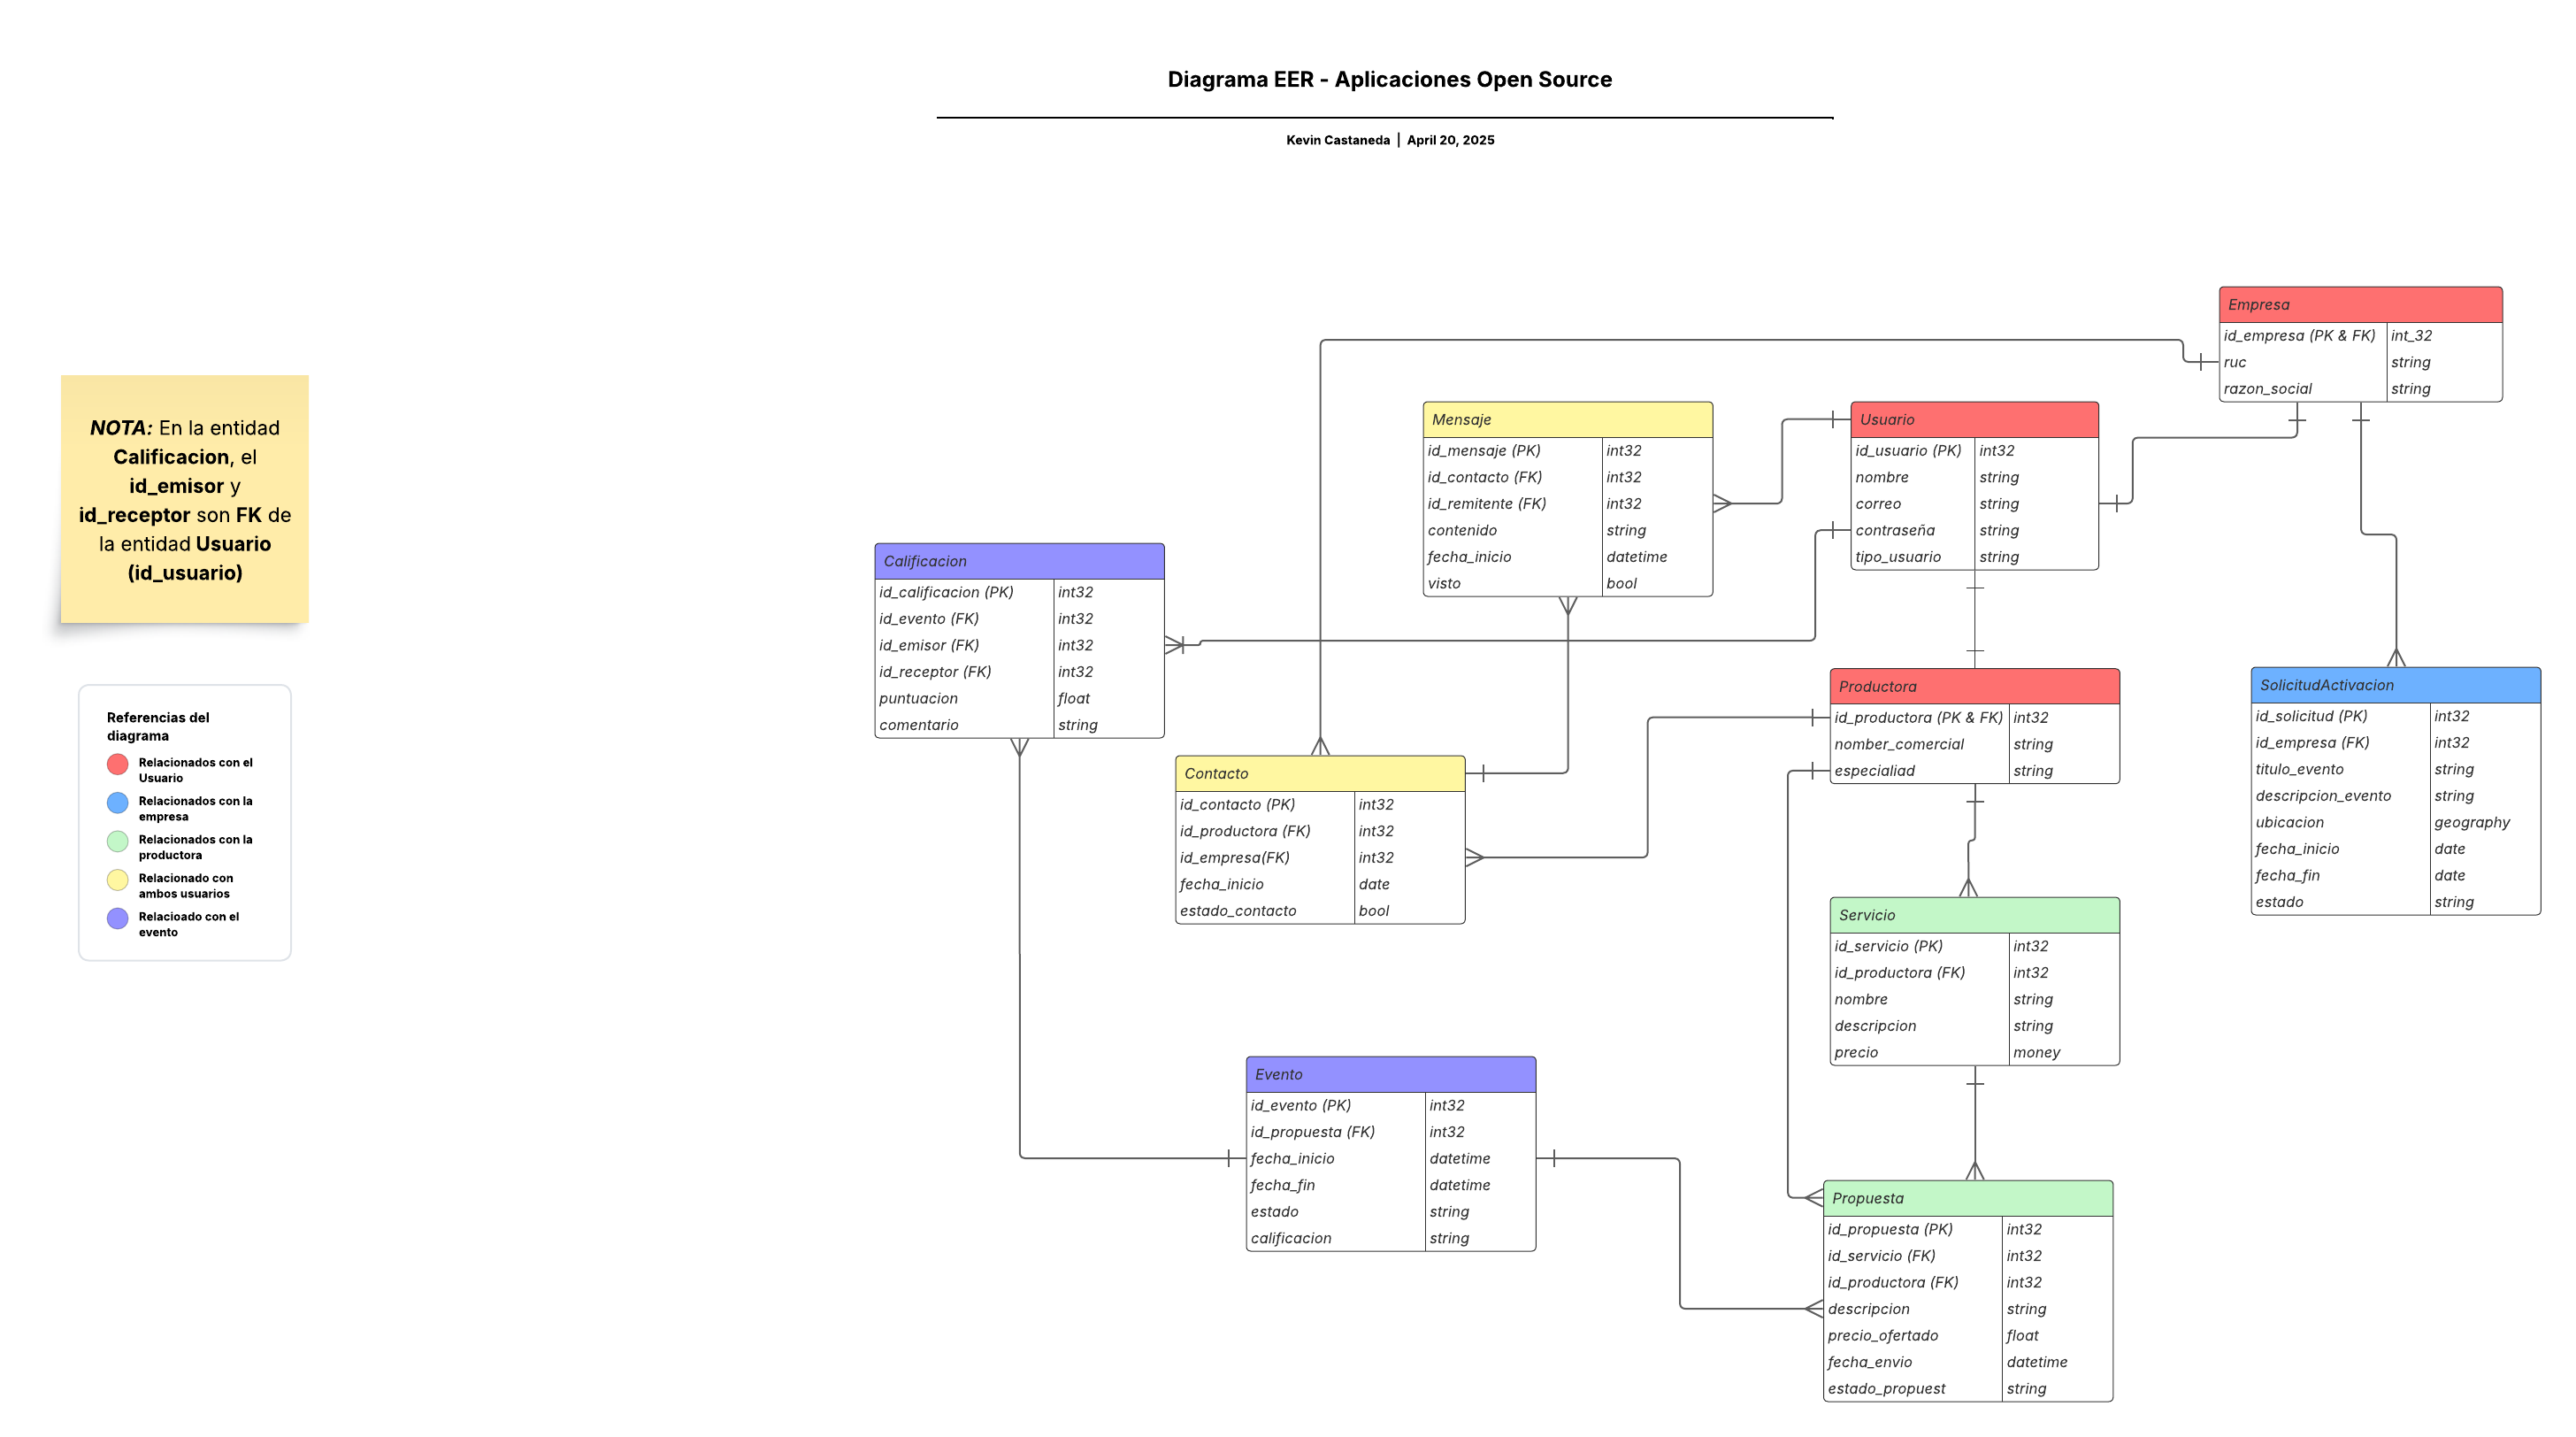 Diagrama EER - Aplicaciones Open Source
Kevin Castaneda | April 20, 2025
NOTA: En la entidad
Calificacion, el
id_emisor y
id_receptor son FK de
la entidad Usuario
(id_usuario)
Referencias del
diagrama
Relacionados con el
Usuario
Relacionados con la
empresa
Relacionados con la
productora
Relacionado con
ambos usuarios
Relacioado con el
evento
Empresa
id_empresa (PK & FK) int_32
ruc string
razon_social string
Mensaje
id_mensaje (PK) int32
id_contacto (FK) int32
id_remitente (FK) int32
contenido string
fecha_inicio datetime
visto bool
Usuario
id_usuario (PK) int32
nombre string
correo string
contraseña string
tipo_usuario string
Calificacion
id_calificacion (PK) int32
id_evento (FK) int32
id_emisor (FK) int32
id_receptor (FK) int32
puntuacion float
comentario string
Productora
id_productora (PK & FK) int32
nomber_comercial string
especialiad string
SolicitudActivacion
id_solicitud (PK) int32
id_empresa (FK) int32
titulo_evento string
descripcion_evento string
ubicacion geography
fecha_inicio date
fecha_fin date
estado string
Contacto
id_contacto (PK) int32
id_productora (FK) int32
id_empresa(FK) int32
fecha_inicio date
estado_contacto bool
Servicio
id_servicio (PK) int32
id_productora (FK) int32
nombre string
descripcion string
precio money
Evento
id_evento (PK) int32
id_propuesta (FK) int32
fecha_inicio datetime
fecha_fin datetime
estado string
calificacion string
Propuesta
id_propuesta (PK) int32
id_servicio (FK) int32
id_productora (FK) int32
descripcion string
precio_ofertado float
fecha_envio datetime
estado_propuest string